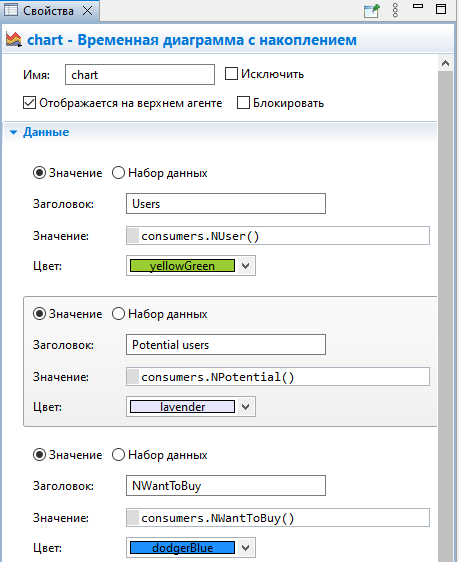 Свойства
chart - Временная диаграмма с накоплением
Имя: chart Исключить
Отображается на верхнем агенте Блокировать
Данные
Значение Набор данных
Заголовок: Users
Значение: consumers.NUser()
Цвет: yellowGreen
Значение Набор данных
Заголовок: Potential users
Значение: consumers.NPotential()
Цвет: lavender
Значение Набор данных
Заголовок: NWantToBuy
Значение: consumers.NWantToBuy()
Цвет: dodgerBlue